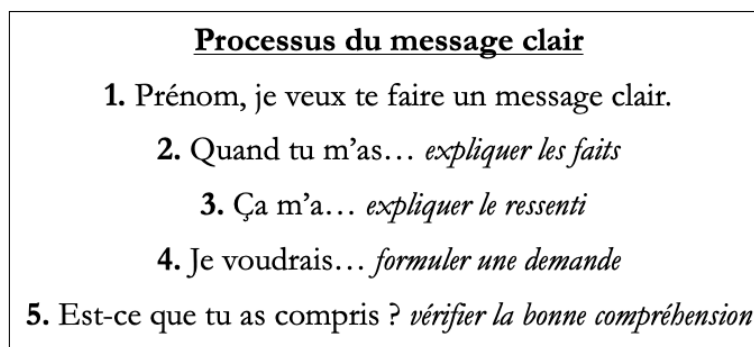 Processus du message clair
1. Prénom, je veux te faire un message clair.
2. Quand tu m'as… expliquer les faits
3. Ça m'a… expliquer le ressenti
4. Je voudrais… formuler une demande
5. Est-ce que tu as compris ? vérifier la bonne compréhension